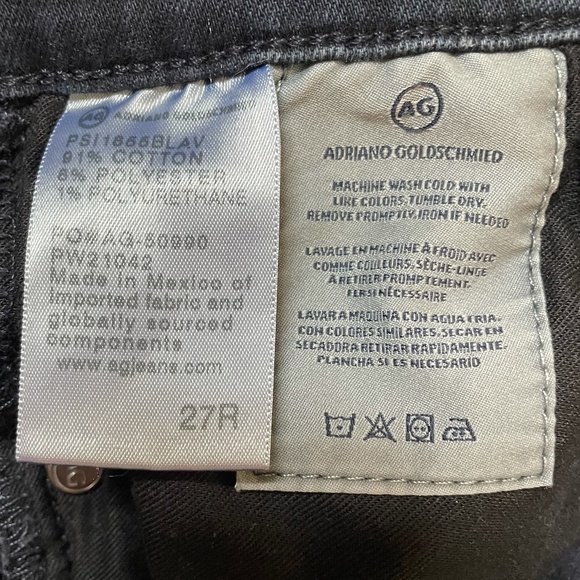 AG ADRIANO GOLDSCHMIED
PSI1655BLAV
91% COTTON
8% POLYESTER
1% POLYURETHANE
PO#AG-50990
PW61042
Made in Mexico of
imported fabric and
globally sourced
components
www.agjeans.com
27R
AG
ADRIANO GOLDSCHMIED
MACHINE WASH COLD WITH
LIKE COLORS. TUMBLE DRY.
REMOVE PROMPTLY. IRON IF NEEDED
LAVAGE EN MACHINE À FROID AVEC
COMME COULEURS, SÈCHE-LINGE
À RETIRER PROMPTEMENT.
FER SI NÉCESSAIRE
LAVAR A MAQUINA CON AGUA FRIA,
CON COLORES SIMILARES, SECAR EN
SECADORA RETIRAR RAPIDAMENTE.
PLANCHA SI ES NECESARIO